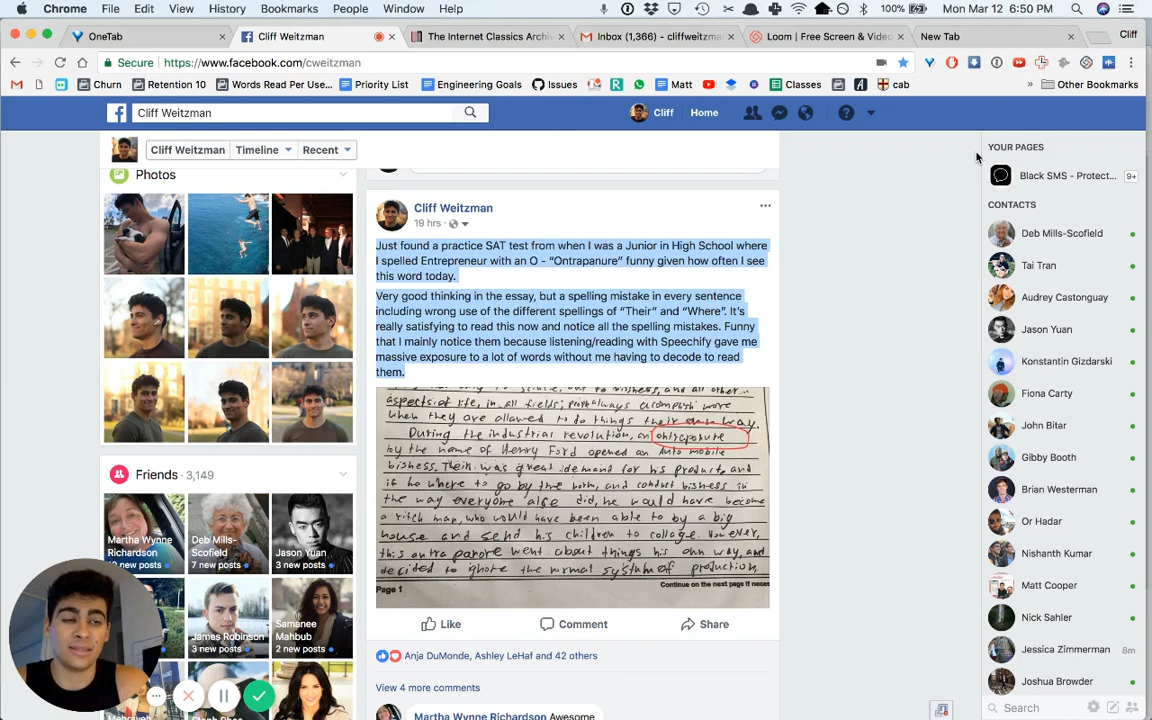 Chrome File Edit View History Bookmarks People Window Help 100% Mon Mar 12 6:50 PM
OneTab Cliff Weitzman The Internet Classics Archi Inbox (1,366) - cliffweitzman Loom | Free Screen & Video New Tab Cliff
Secure https://www.facebook.com/cweitzman
Churn Retention 10 Words Read Per Use... Priority List Engineering Goals Issues Matt Classes cab » Other Bookmarks
Cliff Weitzman Cliff Home
Cliff Weitzman Timeline Recent
Photos
Friends · 3,149
Martha Wynne Richardson
new posts
Deb Mills-Scofield
7 new posts
Jason Yuan
3 new posts
James Robinson
3 new posts
Samanee Mahbub
2 new posts
Cliff Weitzman
19 hrs ·
Just found a practice SAT test from when I was a Junior in High School where
I spelled Entrepreneur with an O - “Ontrapanure” funny given how often I see
this word today.
Very good thinking in the essay, but a spelling mistake in every sentence
including wrong use of the different spellings of “Their” and “Where”. It’s
really satisfying to read this now and notice all the spelling mistakes. Funny
that I mainly notice them because listening/reading with Speechify gave me
massive exposure to a lot of words without me having to decode to read
them.
aspects of life, in all fields; always more
when they are allowed to do things their own way.
During the industrial revolution, an
by the name of Henry Ford opened an Auto mobile
bisness. Their was great demand for his product, and
if he where to go by the norm, and conduct bisness in
the way everyone else did, he would have become
a ritch man, who would have been able to by a big
house and send his children to collage. However,
this antra panore went about things his own way, and
decided to ignore the normal systum of production.
Page 1 Continue on the next page if neces
Like Comment Share
Anja DuMonde, Ashley LeHaf and 42 others
View 4 more comments
Martha Wynne Richardson Awesome
YOUR PAGES
Black SMS - Protect... 9+
CONTACTS
Deb Mills-Scofield
Tai Tran
Audrey Castonguay
Jason Yuan
Konstantin Gizdarski
Fiona Carty
John Bitar
Gibby Booth
Brian Westerman
Or Hadar
Nishanth Kumar
Matt Cooper
Nick Sahler
Jessica Zimmerman 8m
Joshua Browder
Search